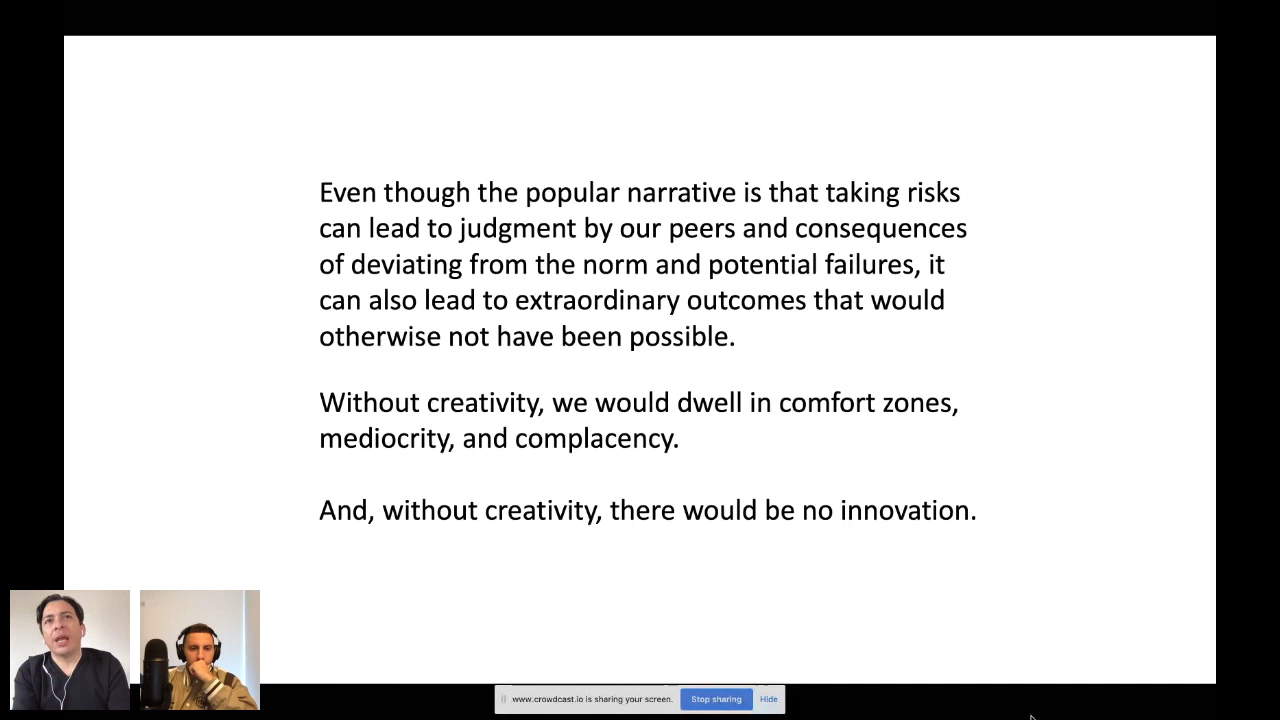 Even though the popular narrative is that taking risks
can lead to judgment by our peers and consequences
of deviating from the norm and potential failures, it
can also lead to extraordinary outcomes that would
otherwise not have been possible.
Without creativity, we would dwell in comfort zones,
mediocrity, and complacency.
And, without creativity, there would be no innovation.
www.crowdcast.io is sharing your screen. Stop sharing Hide